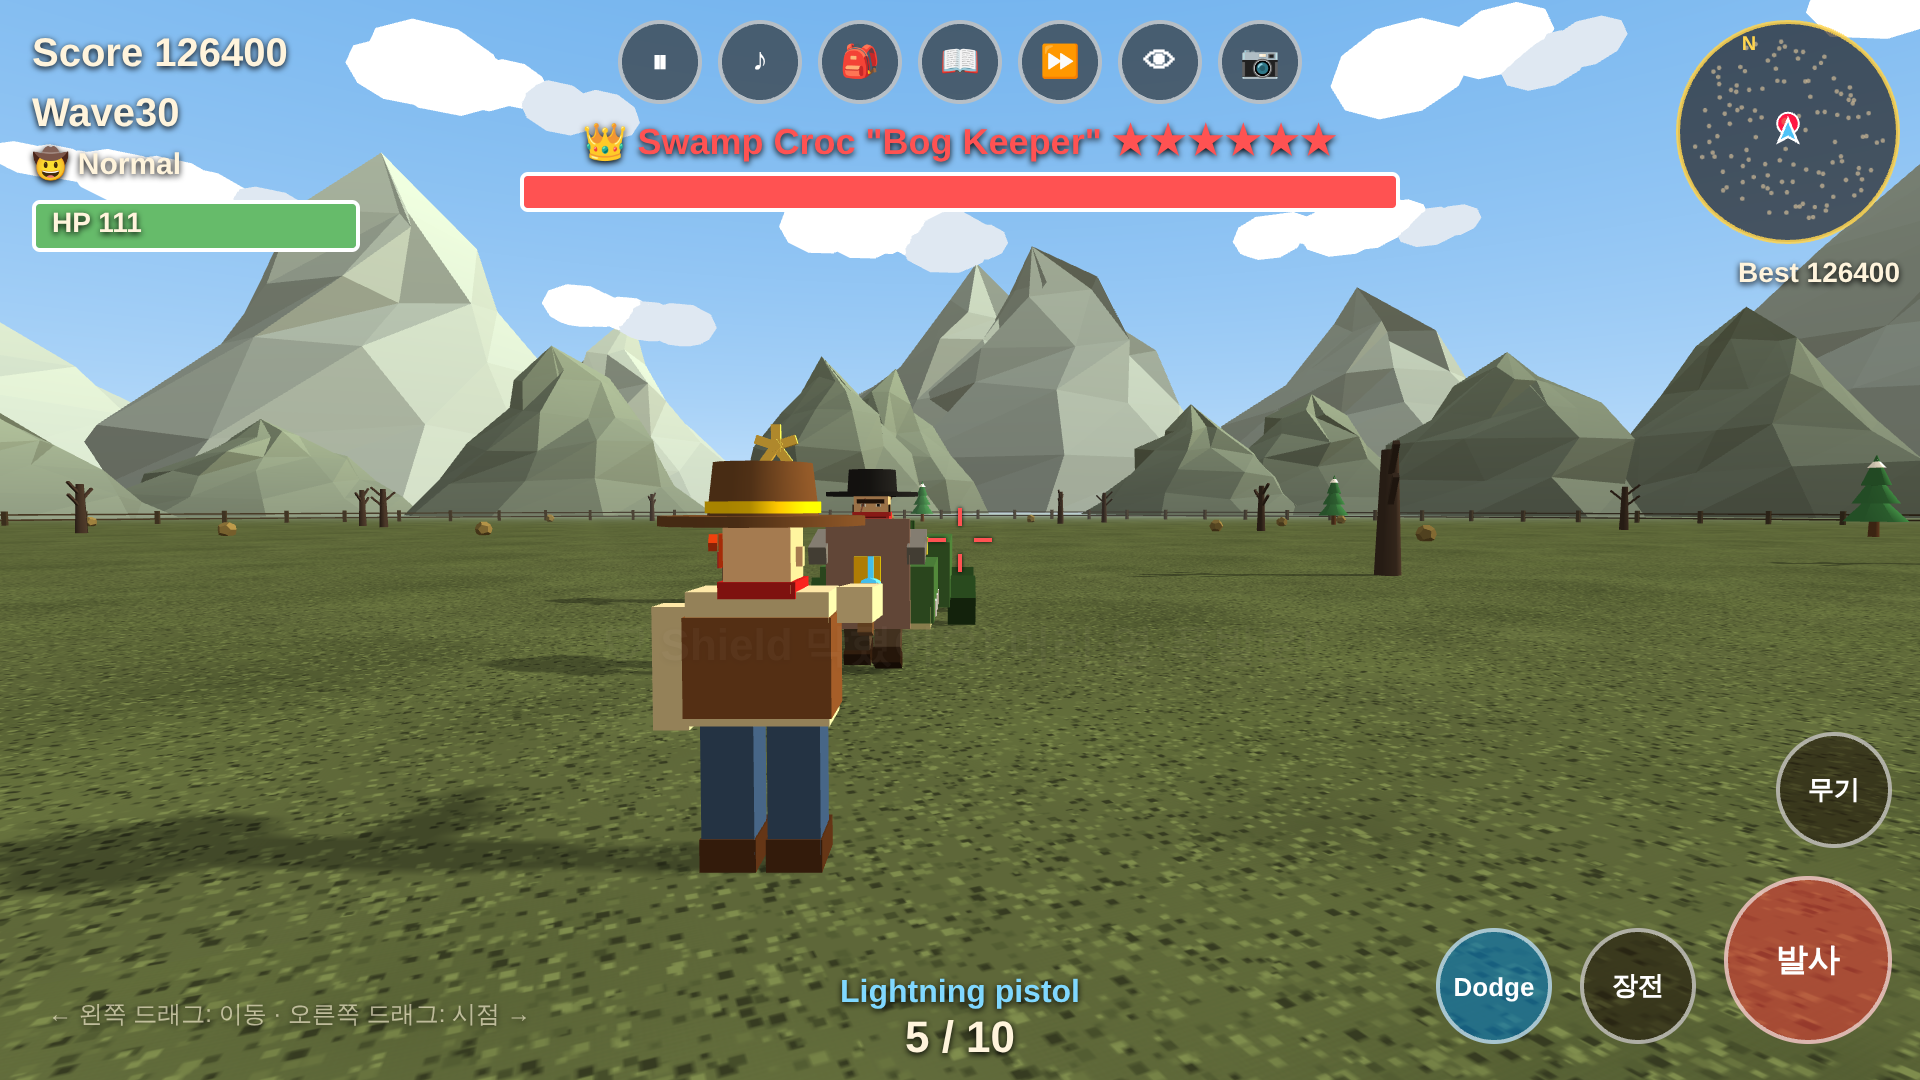 Score 126400
Wave30
🤠 Normal
HP 111
👑 Swamp Croc "Bog Keeper" ★★★★★★
N
Best 126400
Shield
무기
발사
Dodge
장전
Lightning pistol
5 / 10
← 왼쪽 드래그: 이동 · 오른쪽 드래그: 시점 →